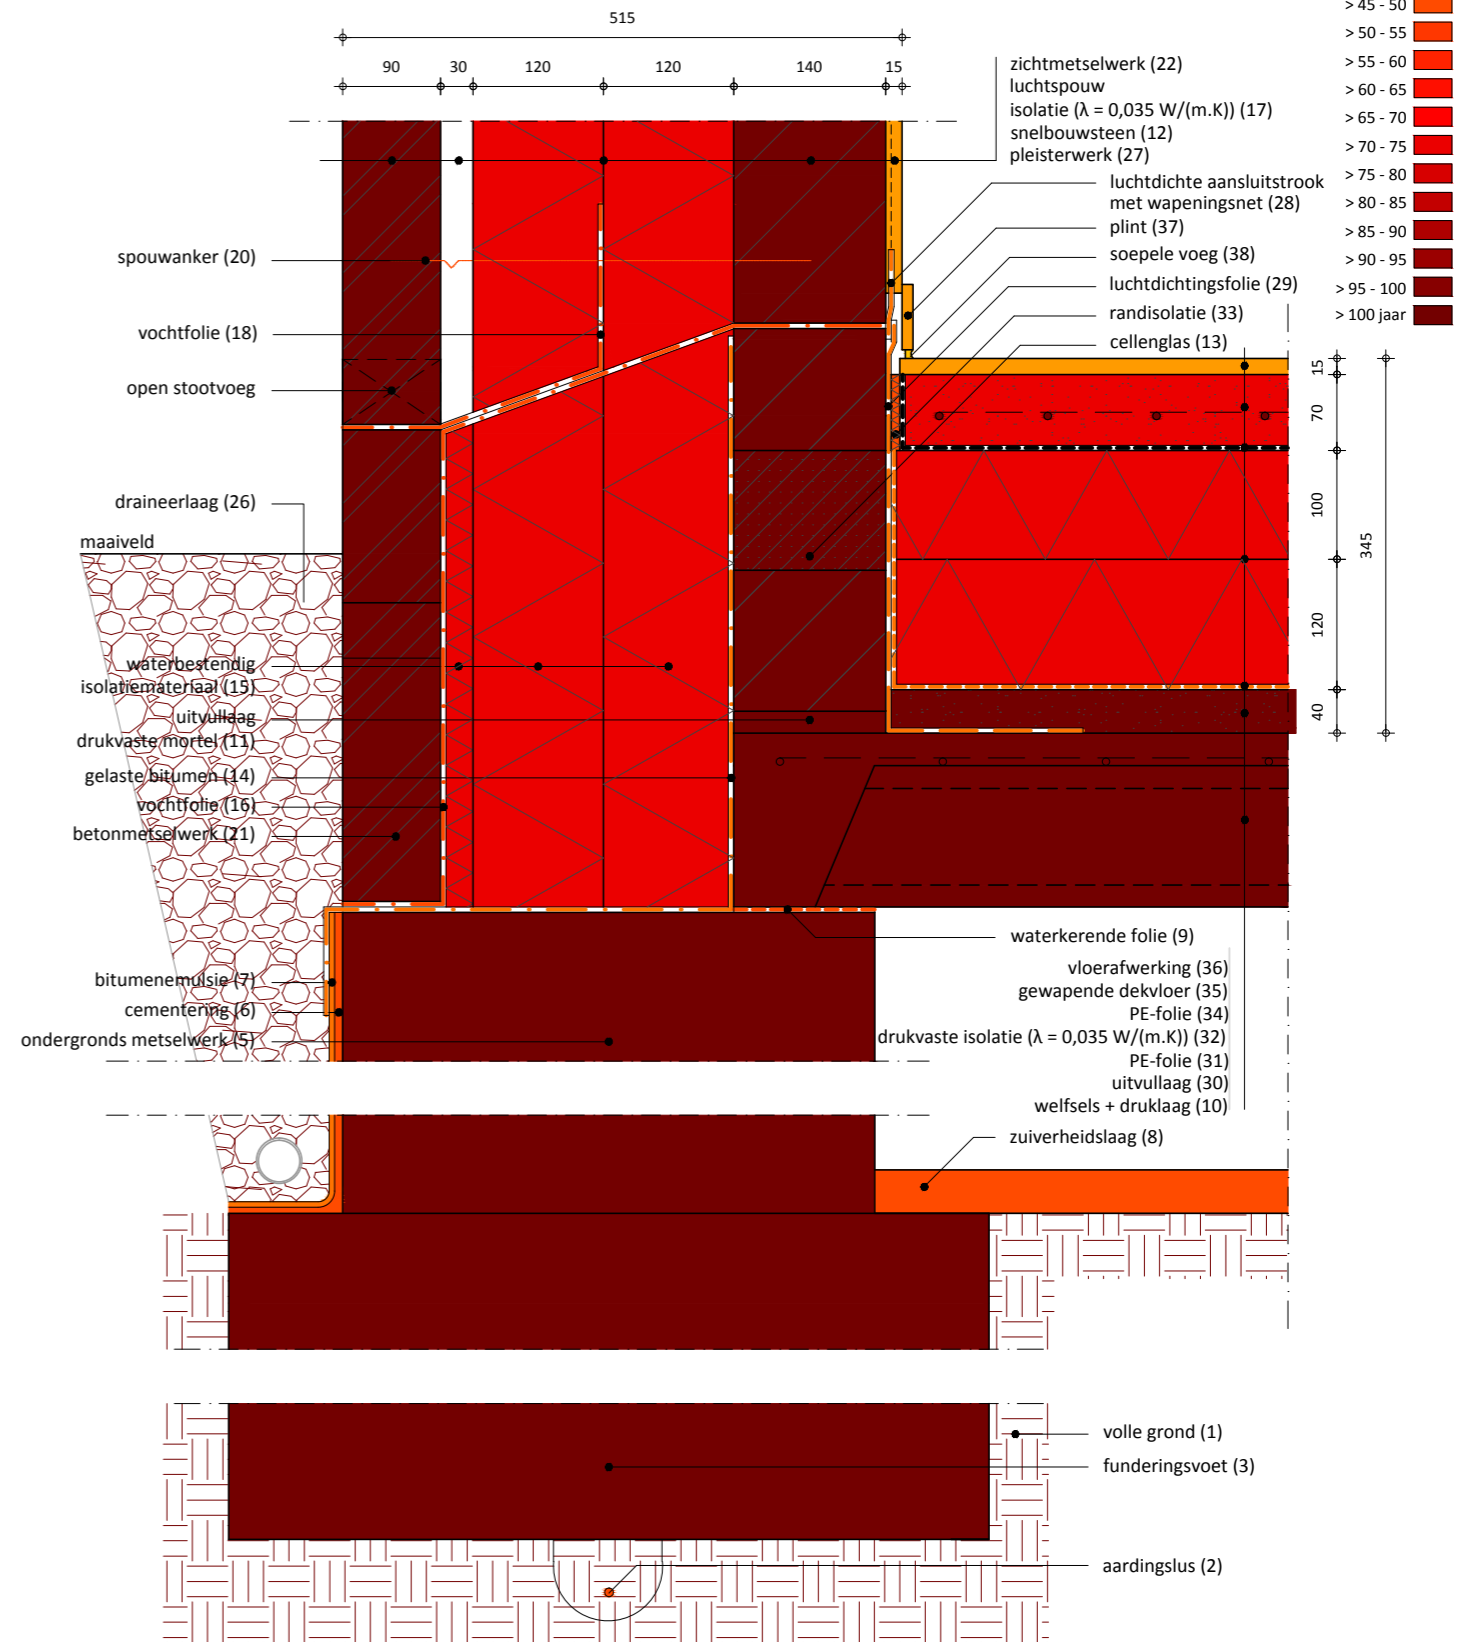 515
90 30 120 120 140 15
> 45 - 50
> 50 - 55
> 55 - 60
> 60 - 65
> 65 - 70
> 70 - 75
> 75 - 80
> 80 - 85
> 85 - 90
> 90 - 95
> 95 - 100
> 100 jaar
zichtmetselwerk (22)
luchtspouw
isolatie (λ = 0,035 W/(m.K)) (17)
snelbouwsteen (12)
pleisterwerk (27)
luchtdichte aansluitstrook
met wapeningsnet (28)
plint (37)
soepele voeg (38)
luchtdichtingsfolie (29)
randisolatie (33)
cellenglas (13)
spouwanker (20)
vochtfolie (18)
open stootvoeg
draineerlaag (26)
maaiveld
waterbestendig
isolatiemateriaal (15)
uitvullaag
drukvaste mortel (11)
gelaste bitumen (14)
vochtfolie (16)
betonmetselwerk (21)
bitumenemulsie (7)
cementering (6)
ondergronds metselwerk (5)
15
70
100
120
40
345
waterkerende folie (9)
vloerafwerking (36)
gewapende dekvloer (35)
PE-folie (34)
drukvaste isolatie (λ = 0,035 W/(m.K)) (32)
PE-folie (31)
uitvullaag (30)
welfsels + druklaag (10)
zuiverheidslaag (8)
volle grond (1)
funderingsvoet (3)
aardingslus (2)